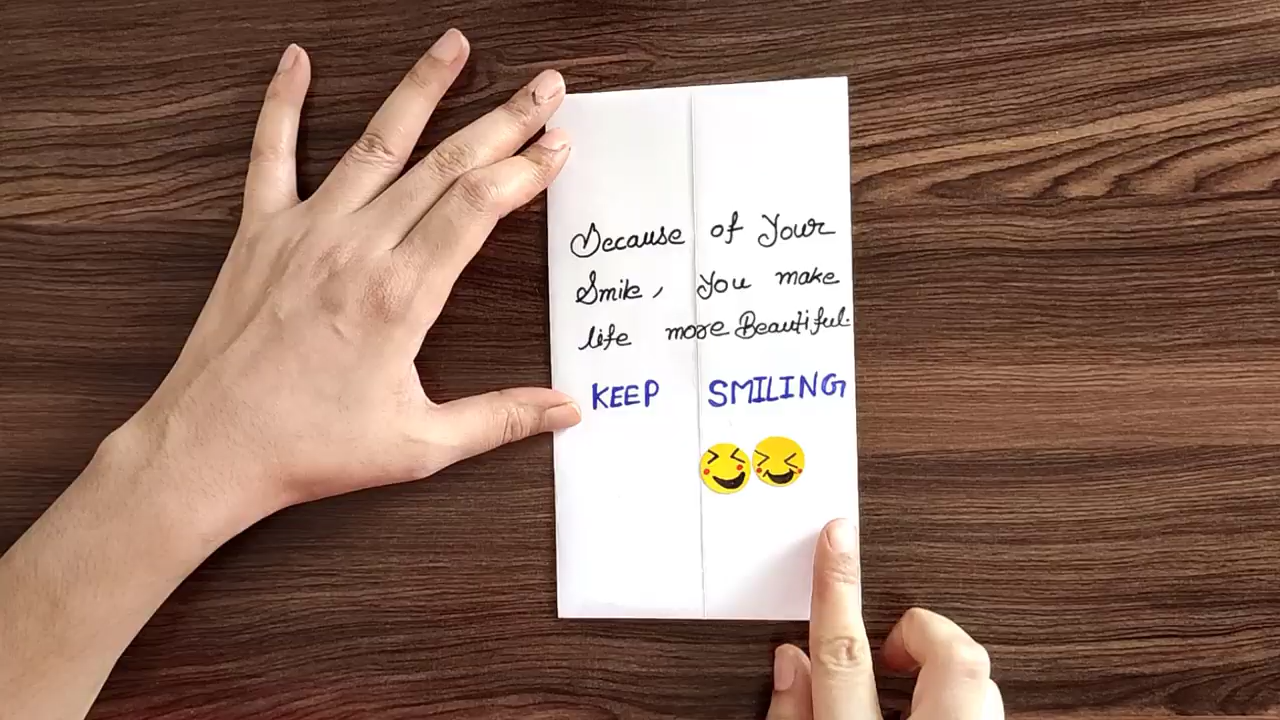 Because of Your
Smile, You make
life more Beautiful.
KEEP SMILING